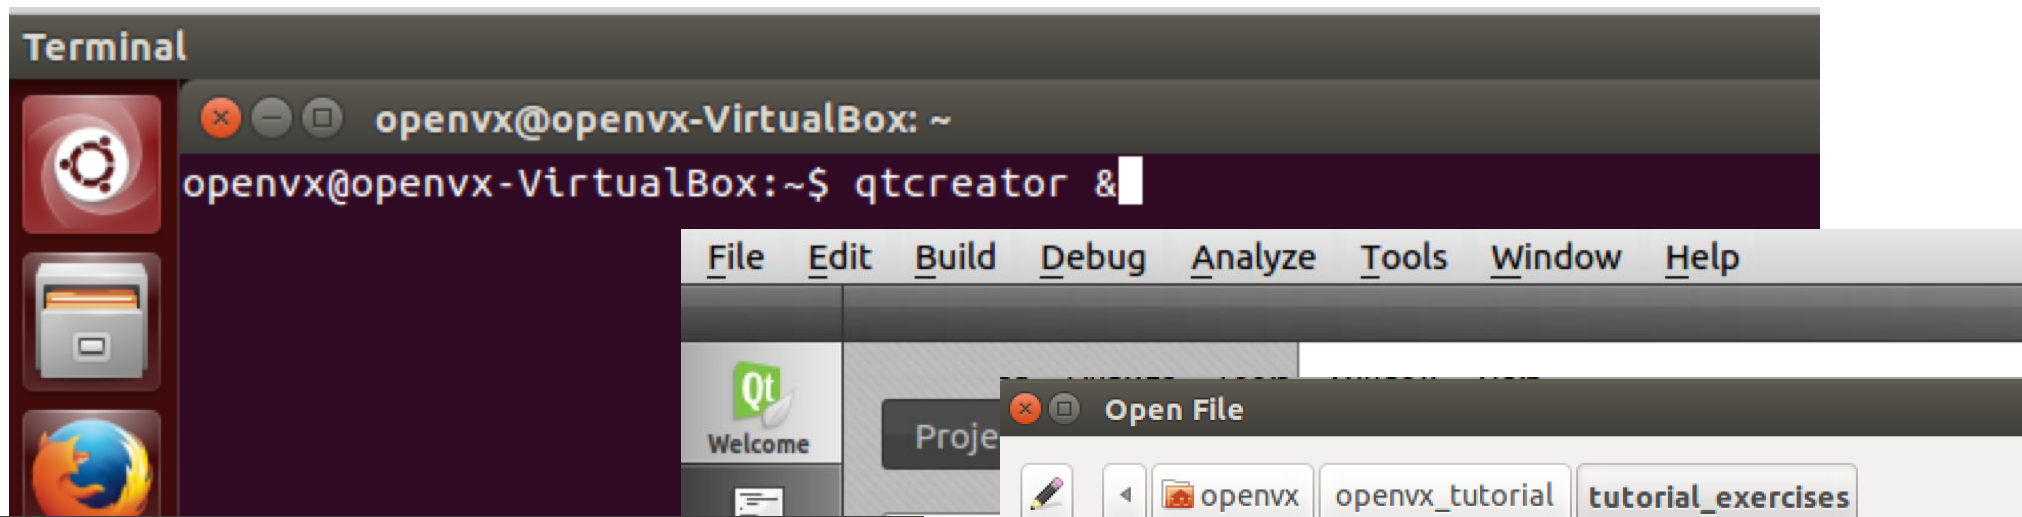 Terminal
openvx@openvx-VirtualBox: ~
openvx@openvx-VirtualBox:~$ qtcreator &
File Edit Build Debug Analyze Tools Window Help
Qt
Welcome
Proje
Open File
openvx openvx_tutorial tutorial_exercises